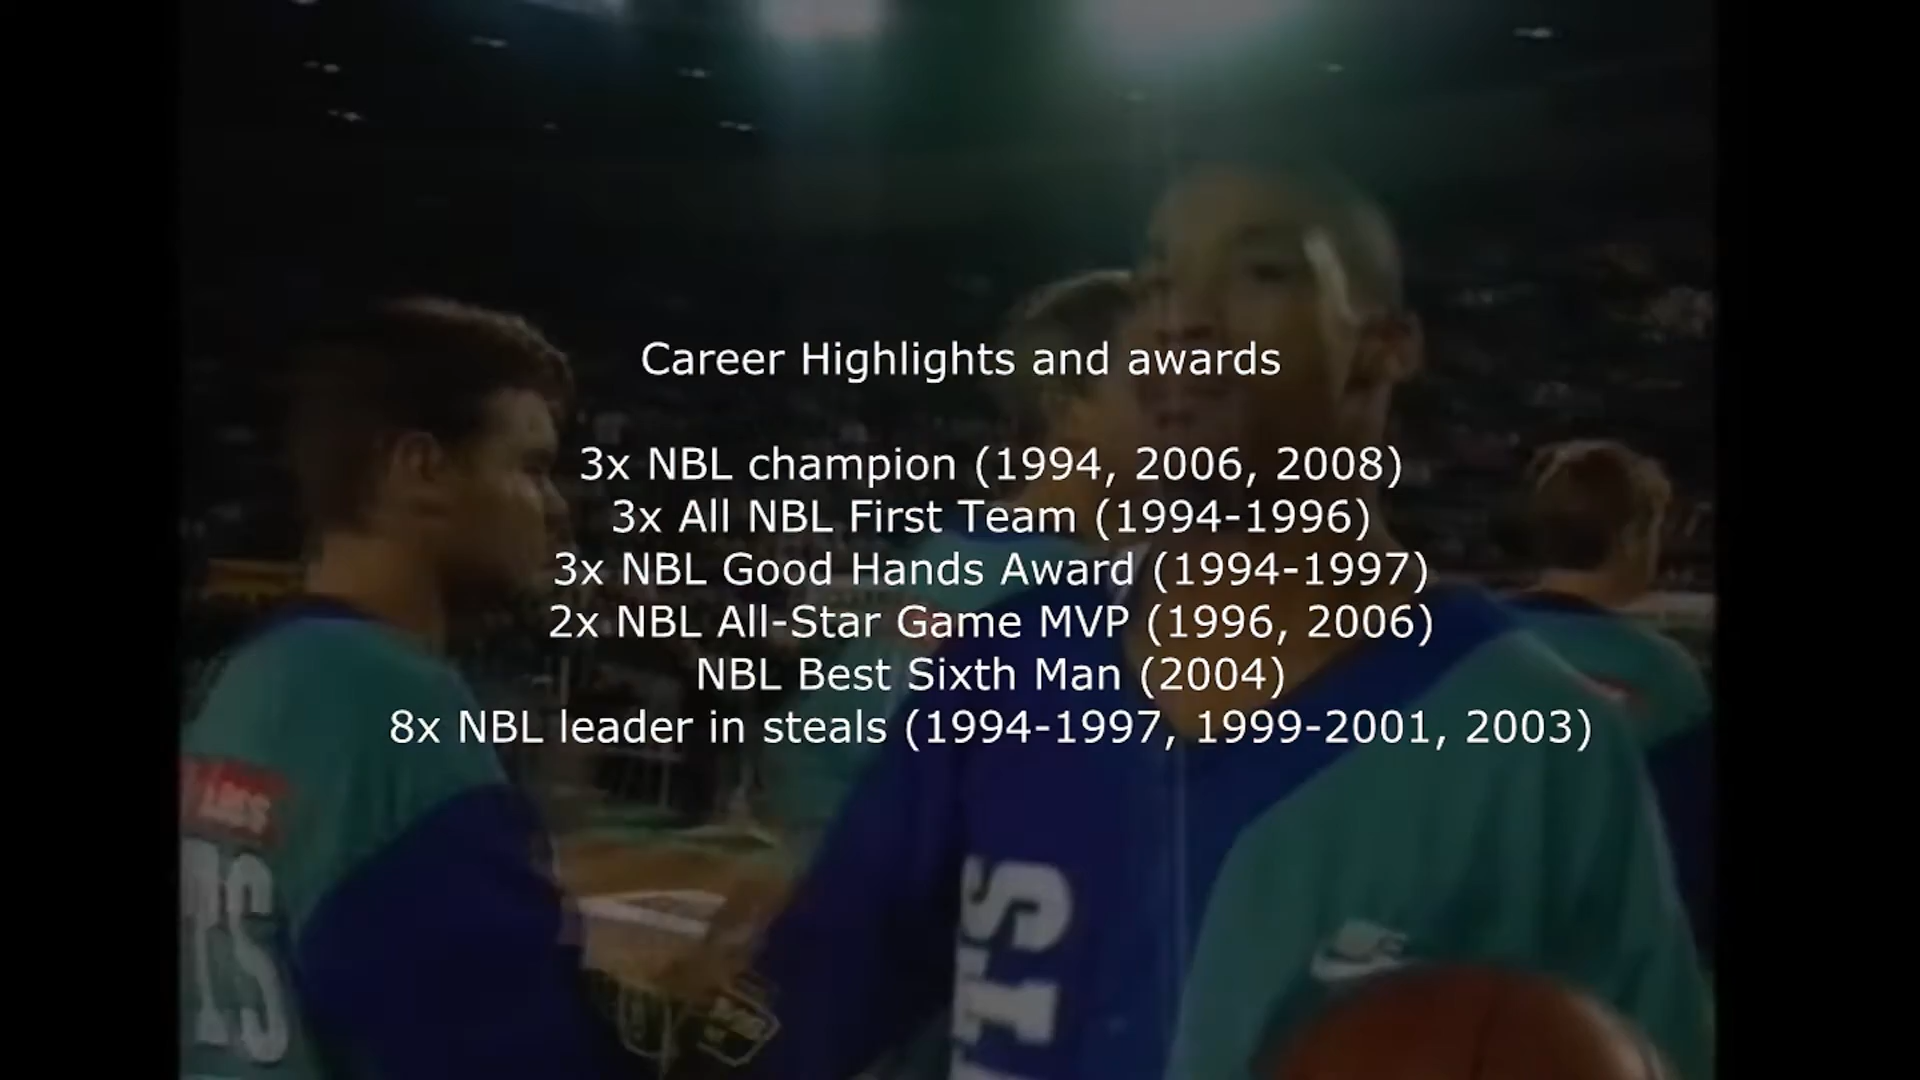 Career Highlights and awards
3x NBL champion (1994, 2006, 2008)
3x All NBL First Team (1994-1996)
3x NBL Good Hands Award (1994-1997)
2x NBL All-Star Game MVP (1996, 2006)
NBL Best Sixth Man (2004)
8x NBL leader in steals (1994-1997, 1999-2001, 2003)